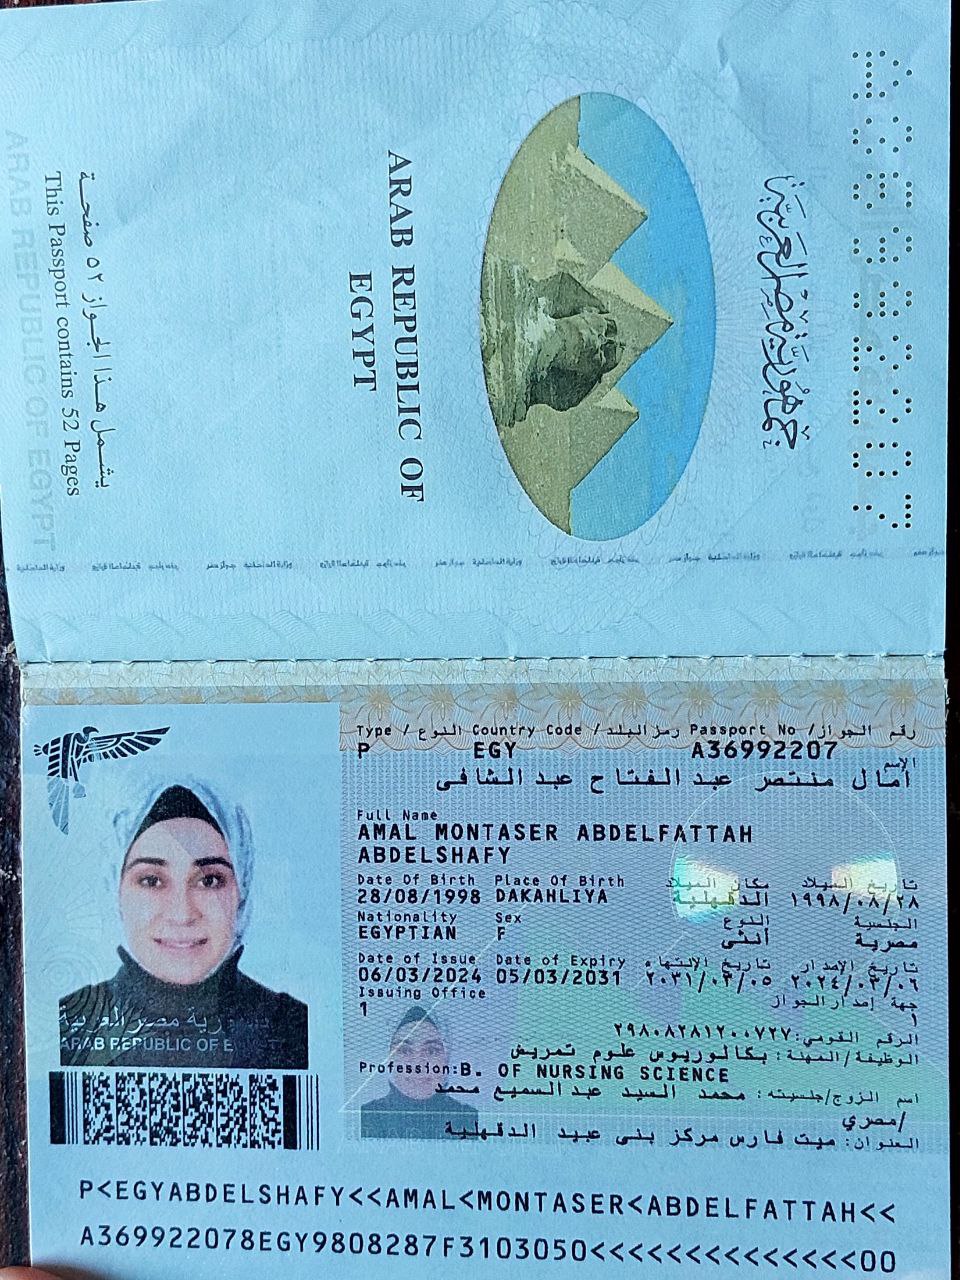 جمهورية مصر العربية
ARAB REPUBLIC OF
EGYPT
يشمل هذا الجواز ٥٢ صفحة
This Passport contains 52 Pages
ARAB REPUBLIC OF EGYPT
Type / النوع Country Code / رمز البلد Passport No / رقم الجواز
P EGY A36992207
الإسم
آمال منتصر عبد الفتاح عبد الشافى
Full Name
AMAL MONTASER ABDELFATTAH
ABDELSHAFY
Date Of Birth Place Of Birth مكان الميلاد تاريخ الميلاد
28/08/1998 DAKAHLIYA الدقهلية ١٩٩٨/٠٨/٢٨
Nationality Sex النوع الجنسية
EGYPTIAN F أنثى مصرية
Date of Issue Date of Expiry تاريخ الإنتهاء تاريخ الإصدار
06/03/2024 05/03/2031 ٢٠٣١/٠٣/٠٥ ٢٠٢٤/٠٣/٠٦
Issuing Office جهة إصدار الجواز
1 ١
الرقم القومي: ٢٩٨٠٨٢٨١٢٠٠٧٢٧
الوظيفة/المهنة: بكالوريوس علوم تمريض
Profession: B. OF NURSING SCIENCE
اسم الزوج/جنسيته: محمد السيد عبد السميع محمد
/مصري
العنوان: ميت فارس مركز بنى عبيد الدقهلية
جمهورية مصر العربية
ARAB REPUBLIC OF EGYPT
P<EGYABDELSHAFY<<AMAL<MONTASER<ABDELFATTAH<<
A369922078EGY9808287F3103050<<<<<<<<<<<<<<00